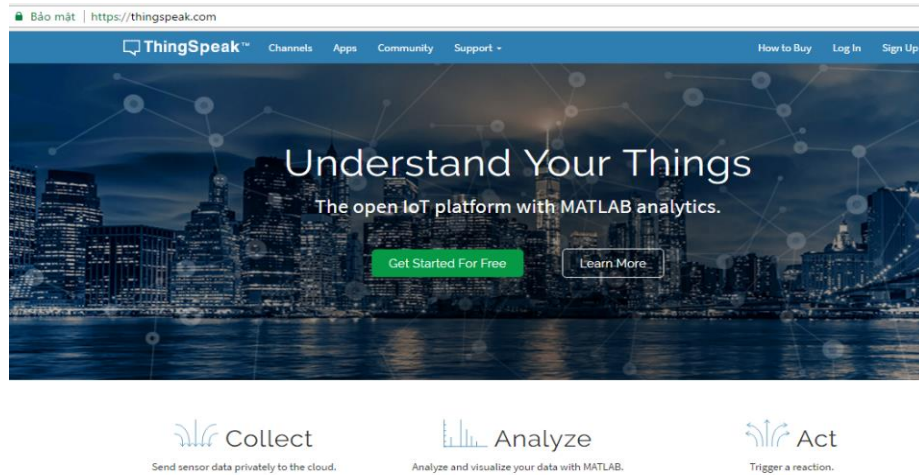 Bảo mật | https://thingspeak.com
ThingSpeak™ Channels Apps Community Support How to Buy Log In Sign Up
Understand Your Things
The open IoT platform with MATLAB analytics.
Get Started For Free Learn More
Collect Analyze Act
Send sensor data privately to the cloud. Analyze and visualize your data with MATLAB. Trigger a reaction.